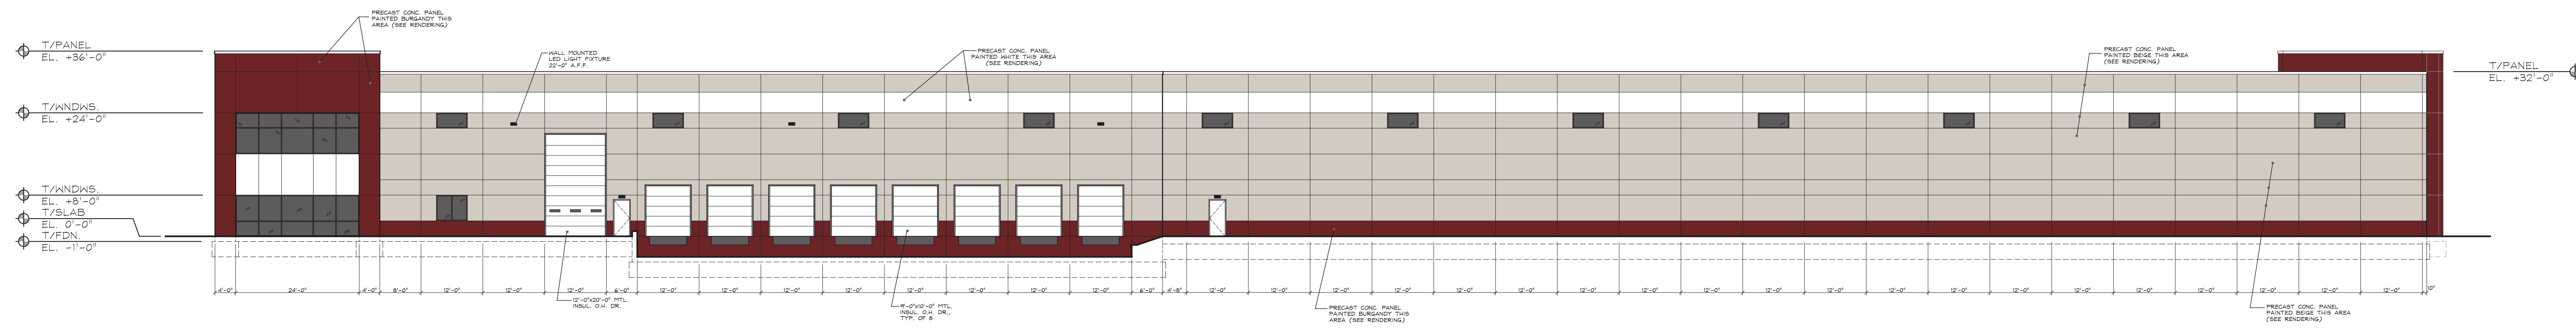 PRECAST CONC. PANEL
PAINTED BURGANDY THIS
AREA (SEE RENDERING)
T/PANEL
EL. +36'-0"
WALL MOUNTED
LED LIGHT FIXTURE
22'-0" A.F.F.
PRECAST CONC. PANEL
PAINTED WHITE THIS AREA
(SEE RENDERING)
PRECAST CONC. PANEL
PAINTED BEIGE THIS AREA
(SEE RENDERING)
T/PANEL
EL. +32'-0"
T/WNDWS.
EL. +24'-0"
T/WNDWS.
EL. +8'-0"
T/SLAB
EL. 0'-0"
T/FDN.
EL. -1'-0"
4'-0" 24'-0" 4'-0" 8'-0" 12'-0" 12'-0" 12'-0" 6'-0" 12'-0" 12'-0" 12'-0" 12'-0" 12'-0" 12'-0" 12'-0" 12'-0" 6'-0" 4'-8" 12'-0" 12'-0" 12'-0" 12'-0" 12'-0" 12'-0" 12'-0" 12'-0" 12'-0" 12'-0" 12'-0" 12'-0" 12'-0" 12'-0" 12'-0" 12'-0" 12'-0" 12'-0" 12'-0" 12'-0" 10"
12'-0"x20'-0" MTL.
INSUL. O.H. DR.
9'-0"x10'-0" MTL.
INSUL. O.H. DR.,
TYP. OF 8
PRECAST CONC. PANEL
PAINTED BURGANDY THIS
AREA (SEE RENDERING)
PRECAST CONC. PANEL
PAINTED BEIGE THIS AREA
(SEE RENDERING)